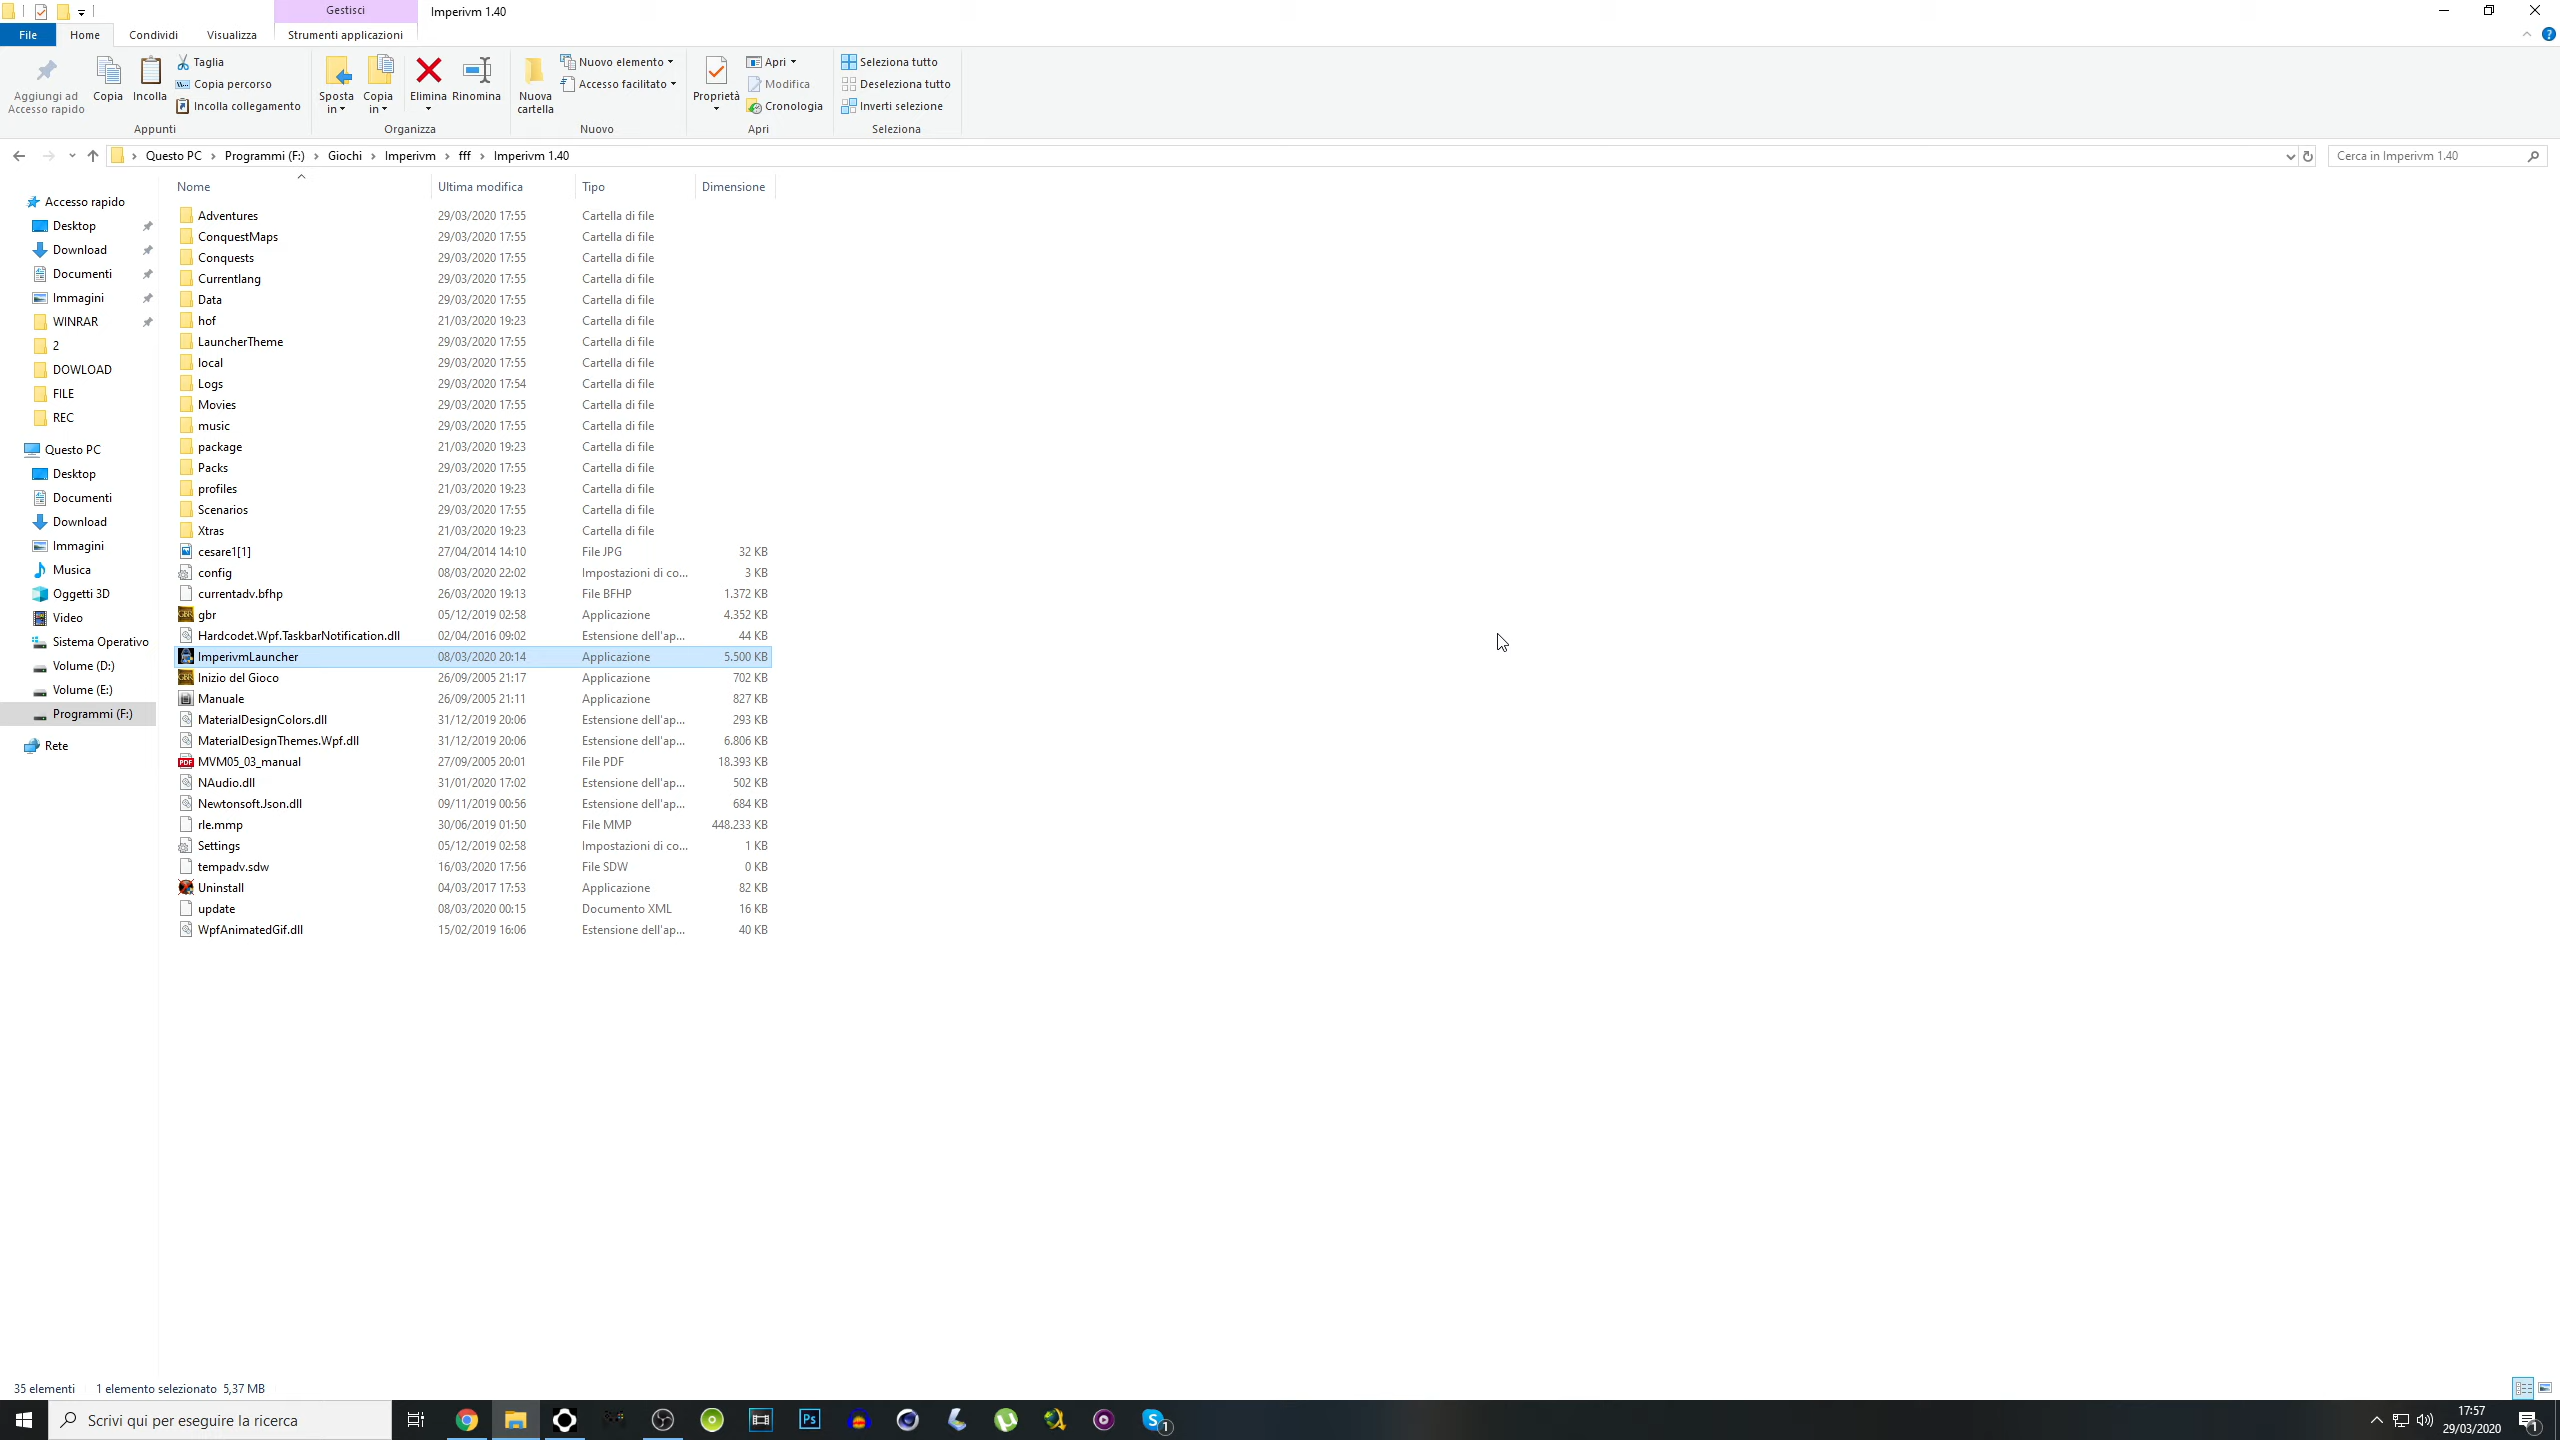 Gestisci
Imperivm 1.40
File
Home
Condividi
Visualizza
Strumenti applicazioni
Aggiungi ad
Accesso rapido
Copia
Incolla
Taglia
Copia percorso
Incolla collegamento
Appunti
Sposta
in
Copia
in
Elimina
Rinomina
Organizza
Nuova
cartella
Nuovo elemento
Accesso facilitato
Nuovo
Proprietà
Apri
Modifica
Cronologia
Apri
Seleziona tutto
Deseleziona tutto
Inverti selezione
Seleziona
Questo PC > Programmi (F:) > Giochi > Imperivm > fff > Imperivm 1.40
Cerca in Imperivm 1.40
Accesso rapido
Desktop
Download
Documenti
Immagini
WINRAR
2
DOWLOAD
FILE
REC
Questo PC
Desktop
Documenti
Download
Immagini
Musica
Oggetti 3D
Video
Sistema Operativo
Volume (D:)
Volume (E:)
Programmi (F:)
Rete
Nome Ultima modifica Tipo Dimensione
Adventures 29/03/2020 17:55 Cartella di file
ConquestMaps 29/03/2020 17:55 Cartella di file
Conquests 29/03/2020 17:55 Cartella di file
Currentlang 29/03/2020 17:55 Cartella di file
Data 29/03/2020 17:55 Cartella di file
hof 21/03/2020 19:23 Cartella di file
LauncherTheme 29/03/2020 17:55 Cartella di file
local 29/03/2020 17:55 Cartella di file
Logs 29/03/2020 17:54 Cartella di file
Movies 29/03/2020 17:55 Cartella di file
music 29/03/2020 17:55 Cartella di file
package 21/03/2020 19:23 Cartella di file
Packs 29/03/2020 17:55 Cartella di file
profiles 21/03/2020 19:23 Cartella di file
Scenarios 29/03/2020 17:55 Cartella di file
Xtras 21/03/2020 19:23 Cartella di file
cesare1[1] 27/04/2014 14:10 File JPG 32 KB
config 08/03/2020 22:02 Impostazioni di co... 3 KB
currentadv.bfhp 26/03/2020 19:13 File BFHP 1.372 KB
gbr 05/12/2019 02:58 Applicazione 4.352 KB
Hardcodet.Wpf.TaskbarNotification.dll 02/04/2016 09:02 Estensione dell'ap... 44 KB
ImperivmLauncher 08/03/2020 20:14 Applicazione 5.500 KB
Inizio del Gioco 26/09/2005 21:17 Applicazione 702 KB
Manuale 26/09/2005 21:11 Applicazione 827 KB
MaterialDesignColors.dll 31/12/2019 20:06 Estensione dell'ap... 293 KB
MaterialDesignThemes.Wpf.dll 31/12/2019 20:06 Estensione dell'ap... 6.806 KB
MVM05_03_manual 27/09/2005 20:01 File PDF 18.393 KB
NAudio.dll 31/01/2020 17:02 Estensione dell'ap... 502 KB
Newtonsoft.Json.dll 09/11/2019 00:56 Estensione dell'ap... 684 KB
rle.mmp 30/06/2019 01:50 File MMP 448.233 KB
Settings 05/12/2019 02:58 Impostazioni di co... 1 KB
tempadv.sdw 16/03/2020 17:56 File SDW 0 KB
Uninstall 04/03/2017 17:53 Applicazione 82 KB
update 08/03/2020 00:15 Documento XML 16 KB
WpfAnimatedGif.dll 15/02/2019 16:06 Estensione dell'ap... 40 KB
35 elementi 1 elemento selezionato 5,37 MB
Scrivi qui per eseguire la ricerca
Ps
S
1
17:57
29/03/2020
1